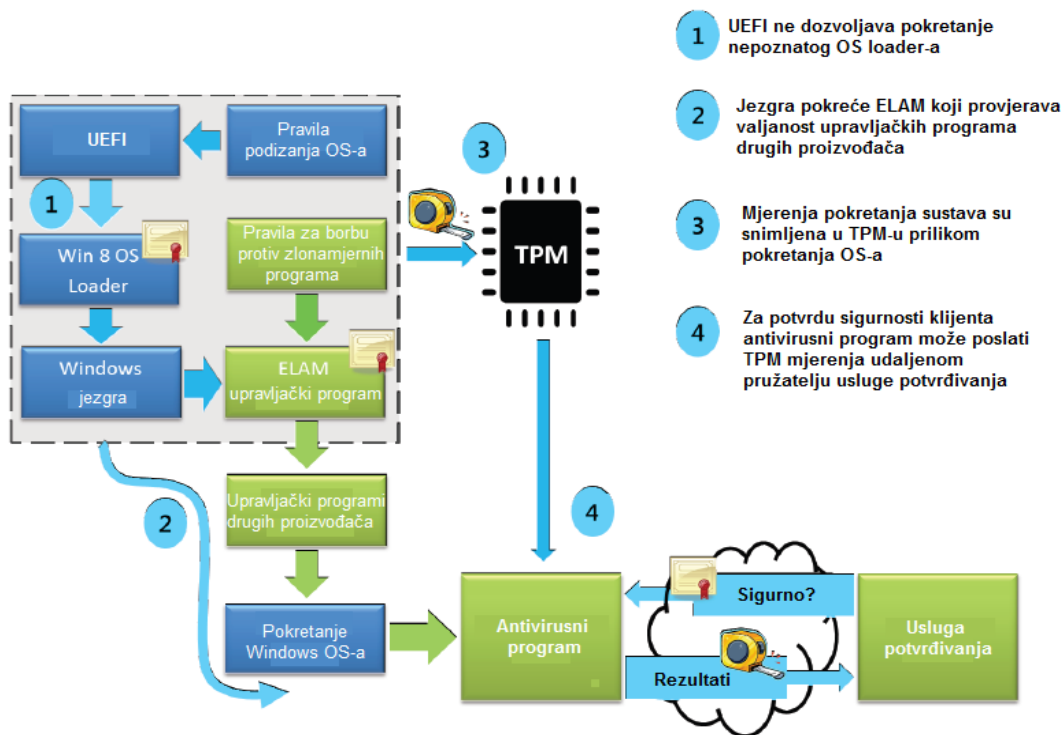 1
UEFI ne dozvoljava pokretanje
nepoznatog OS loader-a
2
Jezgra pokreće ELAM koji provjerava
valjanost upravljačkih programa
drugih proizvođača
3
Mjerenja pokretanja sustava su
snimljena u TPM-u prilikom
pokretanja OS-a
4
Za potvrdu sigurnosti klijenta
antivirusni program može poslati
TPM mjerenja udaljenom
pružatelju usluge potvrđivanja
UEFI
Pravila
podizanja OS-a
1
3
Win 8 OS
Loader
Pravila za borbu
protiv zlonamjernih
programa
TPM
Windows
jezgra
ELAM
upravljački program
2
Upravljački programi
drugih proizvođača
4
Pokretanje
Windows OS-a
Antivirusni
program
Sigurno?
Rezultati
Usluga
potvrđivanja